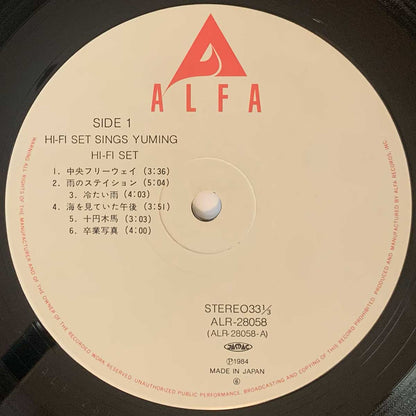 ALFA
SIDE 1
HI-FI SET SINGS YUMING
HI-FI SET
1. 中央フリーウェイ (3:36)
2. 雨のステイション (5:04)
3. 冷たい雨 (4:03)
4. 海を見ていた午後 (3:51)
5. 十円木馬 (3:03)
6. 卒業写真 (4:00)
STEREO33⅓
ALR-28058
(ALR-28058-A)
JASRAC
Ⓟ1984
MADE IN JAPAN
WARNING: ALL RIGHTS OF THE MANUFACTURER AND OF THE OWNER OF THE RECORDED WORK RESERVED. UNAUTHORIZED PUBLIC PERFORMANCE, BROADCASTING AND COPYING OF THIS RECORD PROHIBITED. PRODUCED AND MANUFACTURED BY ALFA RECORDS, INC.